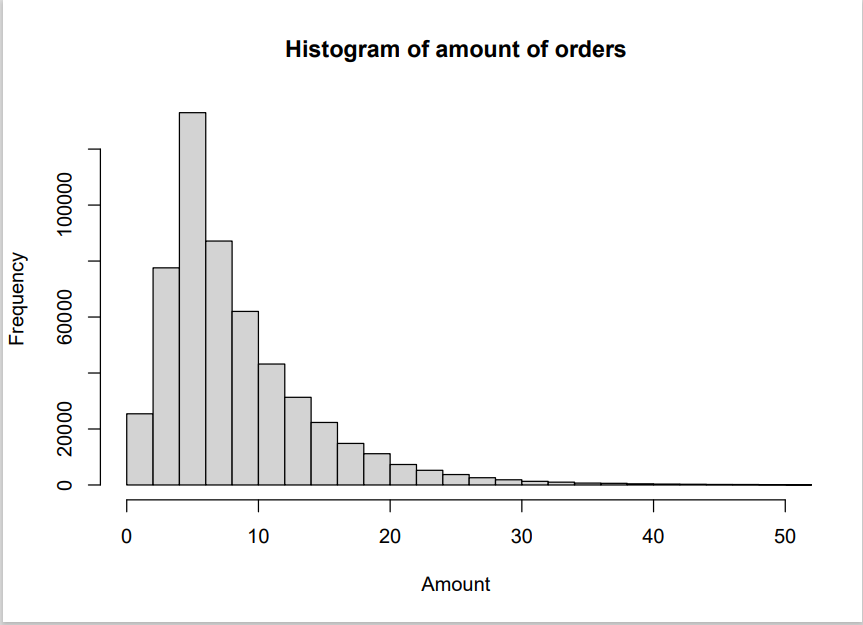 Histogram of amount of orders
Frequency
100000
60000
20000
0
0 10 20 30 40 50
Amount